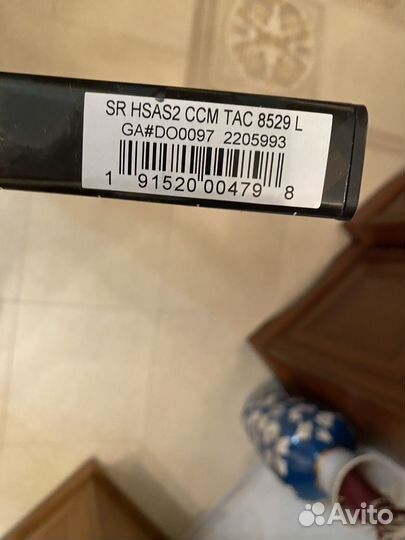 SR HSAS2 CCM TAC 8529 L
GA#DO0097 2205993
1 91520 00479 8
Avito